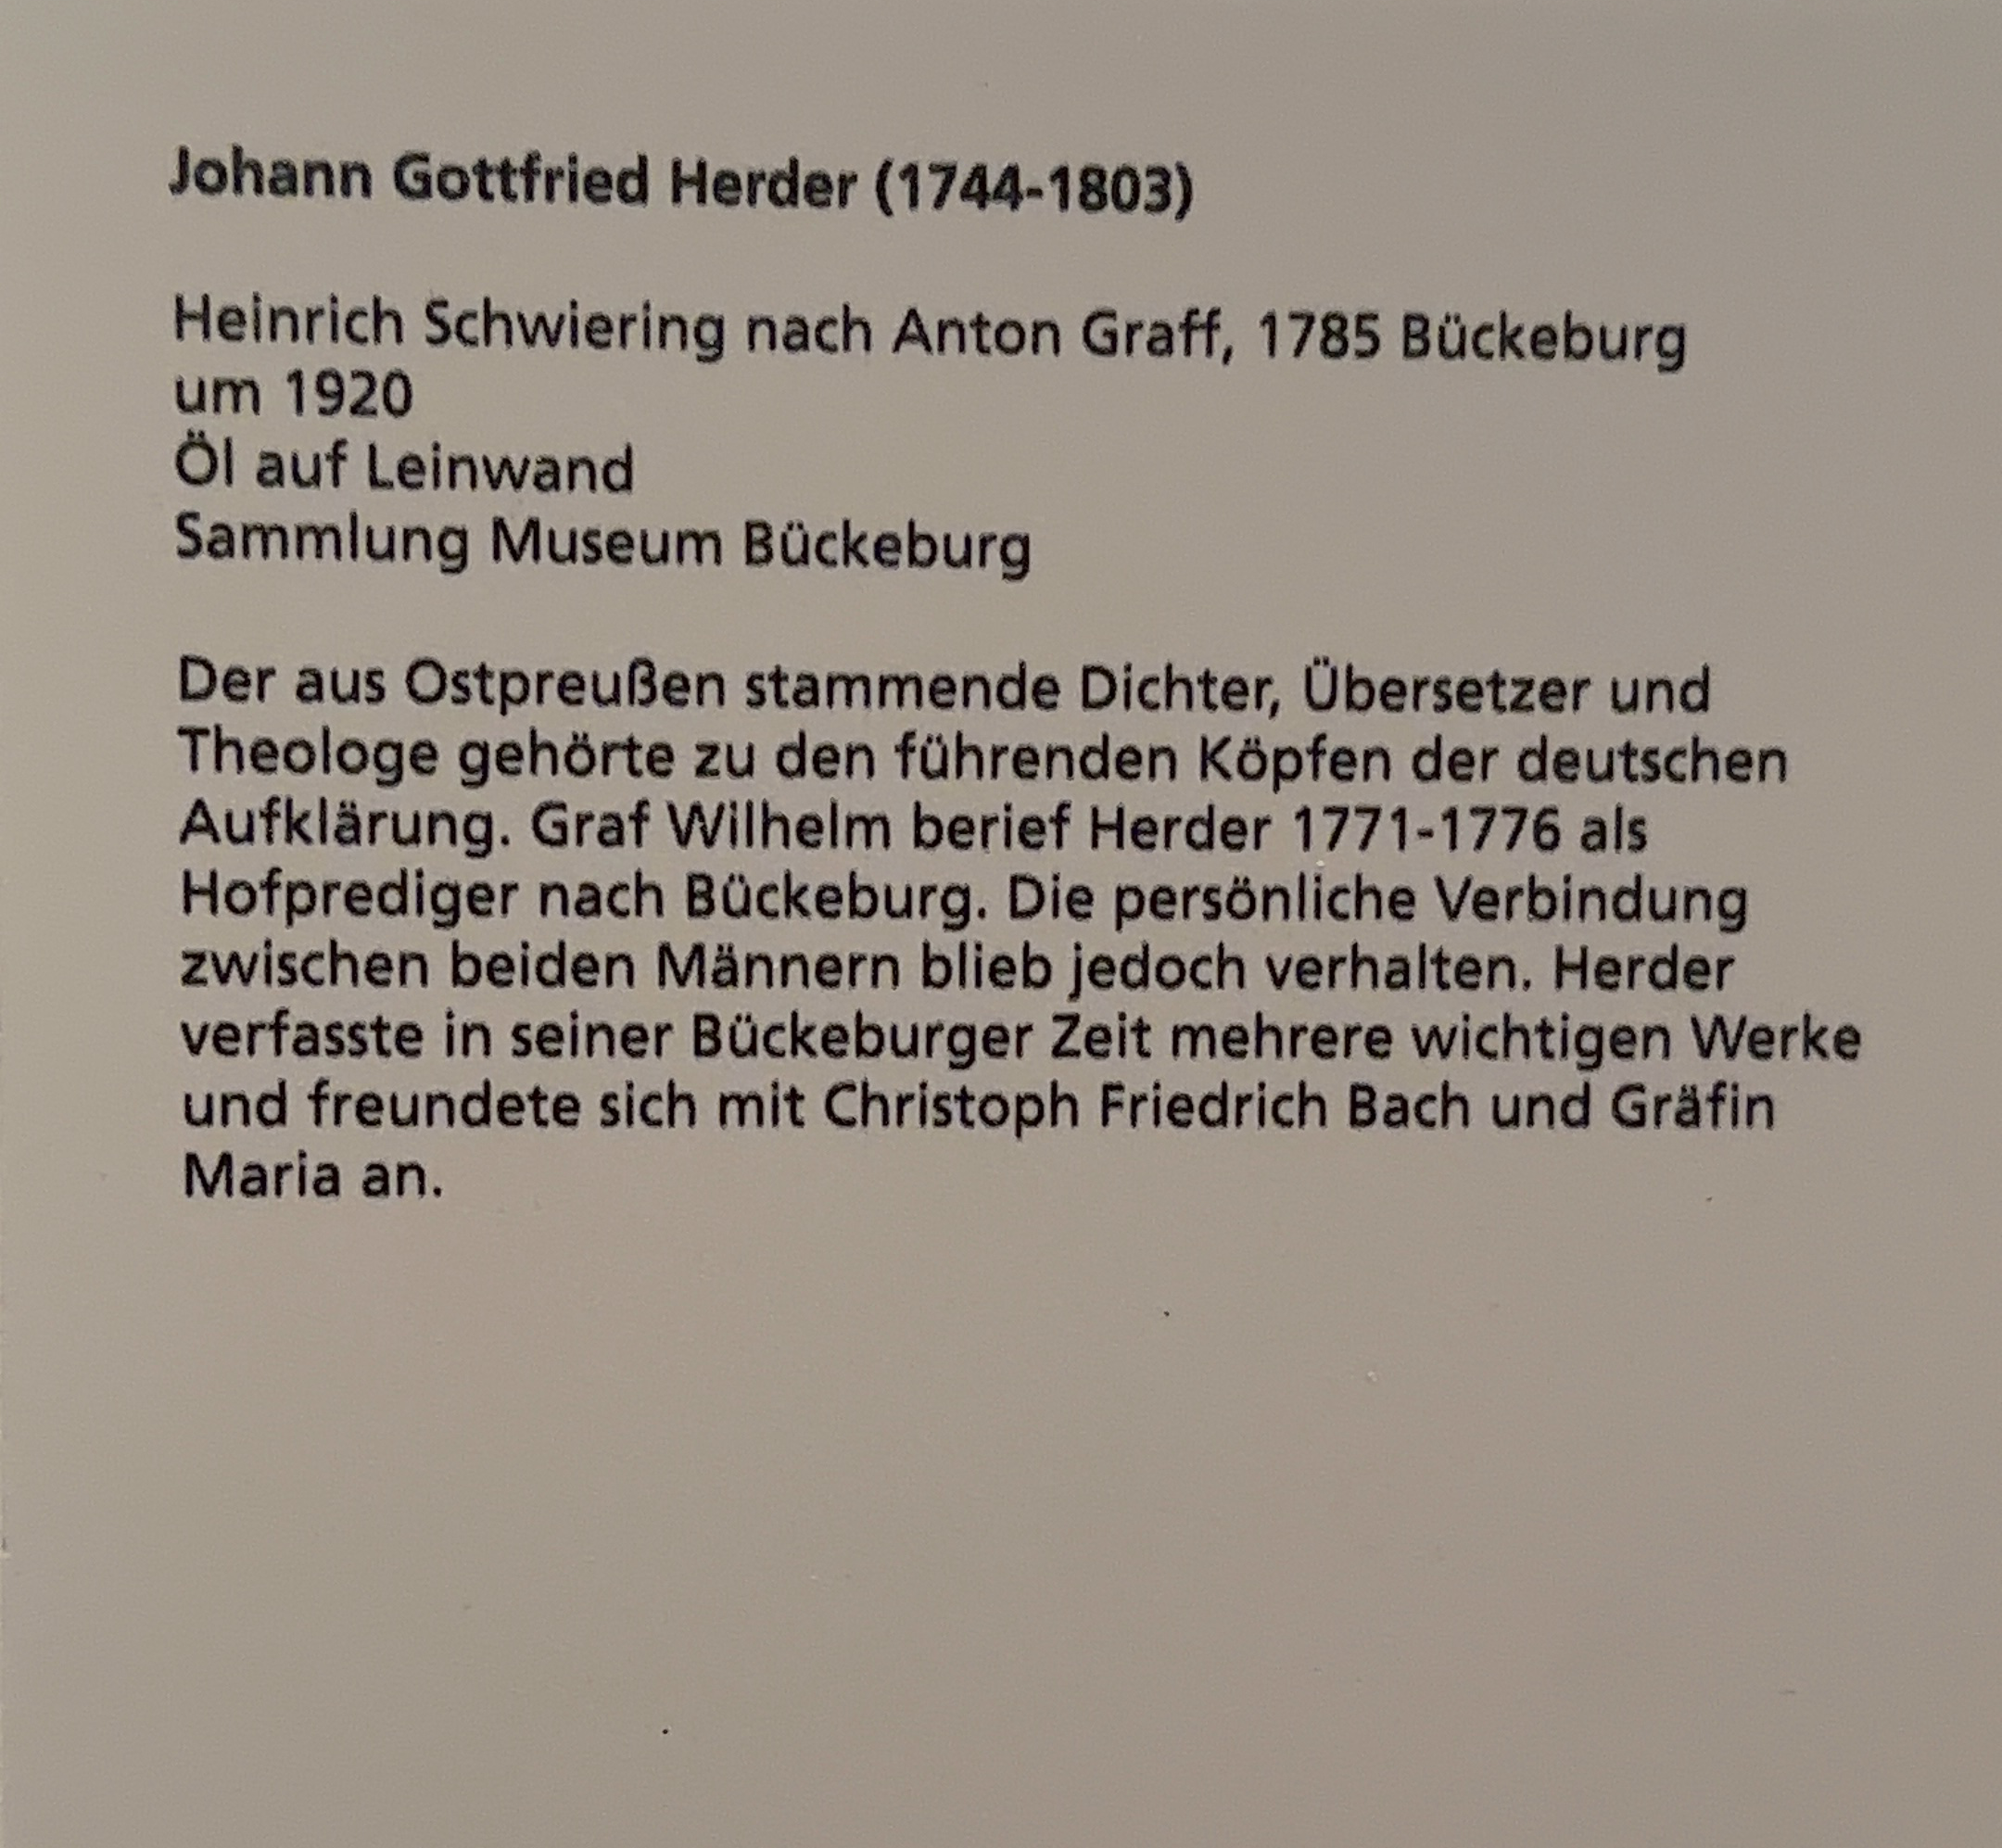 Johann Gottfried Herder (1744-1803)
Heinrich Schwiering nach Anton Graff, 1785 Bückeburg
um 1920
Öl auf Leinwand
Sammlung Museum Bückeburg
Der aus Ostpreußen stammende Dichter, Übersetzer und
Theologe gehörte zu den führenden Köpfen der deutschen
Aufklärung. Graf Wilhelm berief Herder 1771-1776 als
Hofprediger nach Bückeburg. Die persönliche Verbindung
zwischen beiden Männern blieb jedoch verhalten. Herder
verfasste in seiner Bückeburger Zeit mehrere wichtigen Werke
und freundete sich mit Christoph Friedrich Bach und Gräfin
Maria an.